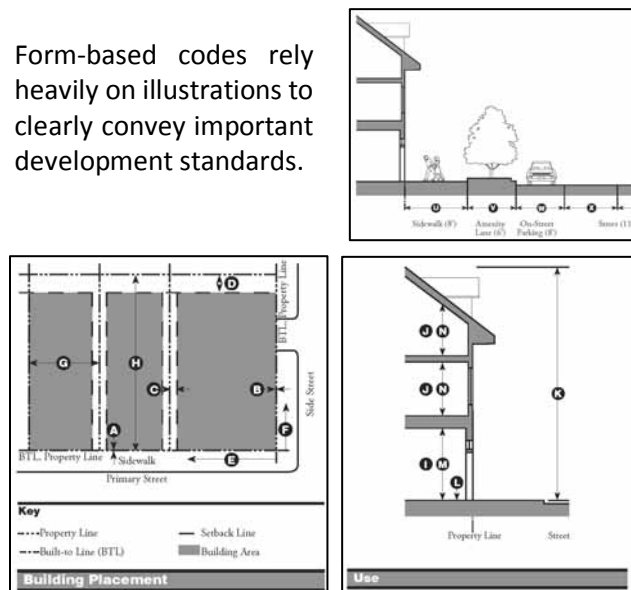 Form-based codes rely
heavily on illustrations to
clearly convey important
development standards.
U V W X
Sidewalk (8') Amenity Lane (6') On-Street Parking (8') Street (11'
D
BTL, Property Line
G H
C B
Side Street
A F
BTL, Property Line Sidewalk E
Primary Street
Key
Property Line Setback Line
Built-to Line (BTL) Building Area
Building Placement
J N
K
J N
I M
L
Property Line Street
Use